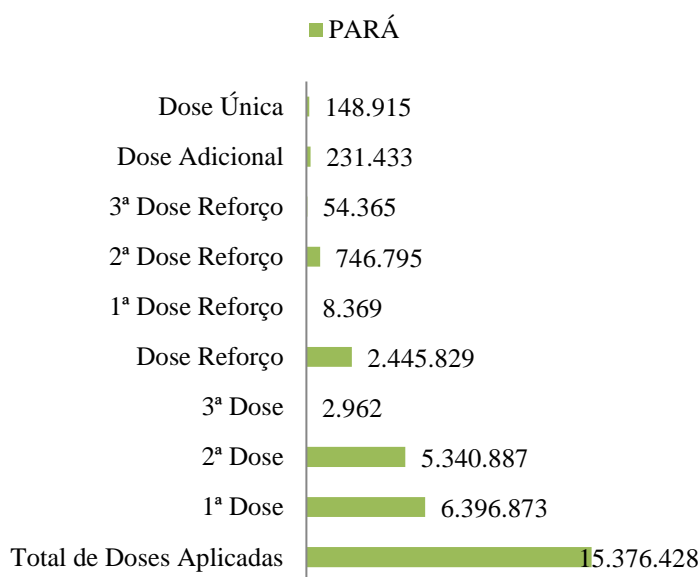 PARÁ
Dose Única 148.915
Dose Adicional 231.433
3ª Dose Reforço 54.365
2ª Dose Reforço 746.795
1ª Dose Reforço 8.369
Dose Reforço 2.445.829
3ª Dose 2.962
2ª Dose 5.340.887
1ª Dose 6.396.873
Total de Doses Aplicadas 15.376.428